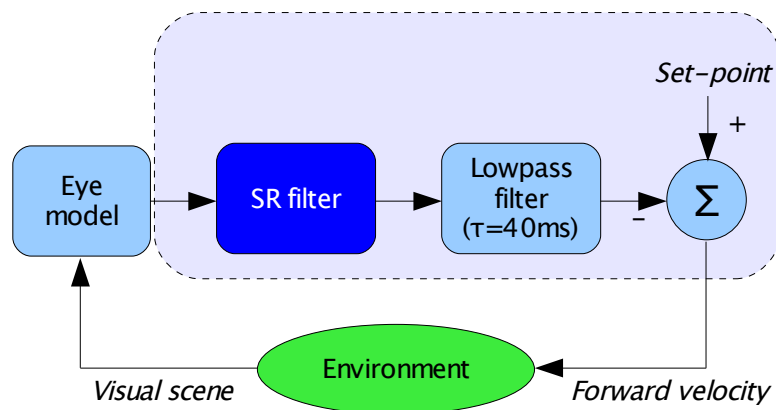 Set-point
+
Eye
model
SR filter
Lowpass
filter
(τ=40ms)
–
Σ
Environment
Visual scene
Forward velocity